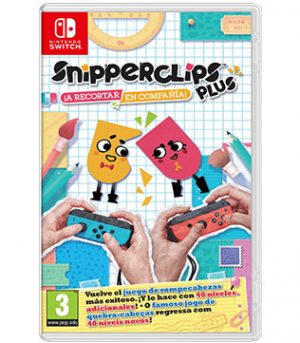 NINTENDO
SWITCH
SNIPPERCLIPS
PLUS
¡A RECORTAR EN COMPAÑÍA!
Vuelve el juego de rompecabezas
más exitoso. ¡Y lo hace con 40 niveles
adicionales! • O famoso jogo de
quebra-cabeças regressa com
40 níveis novos!
3
www.pegi.info